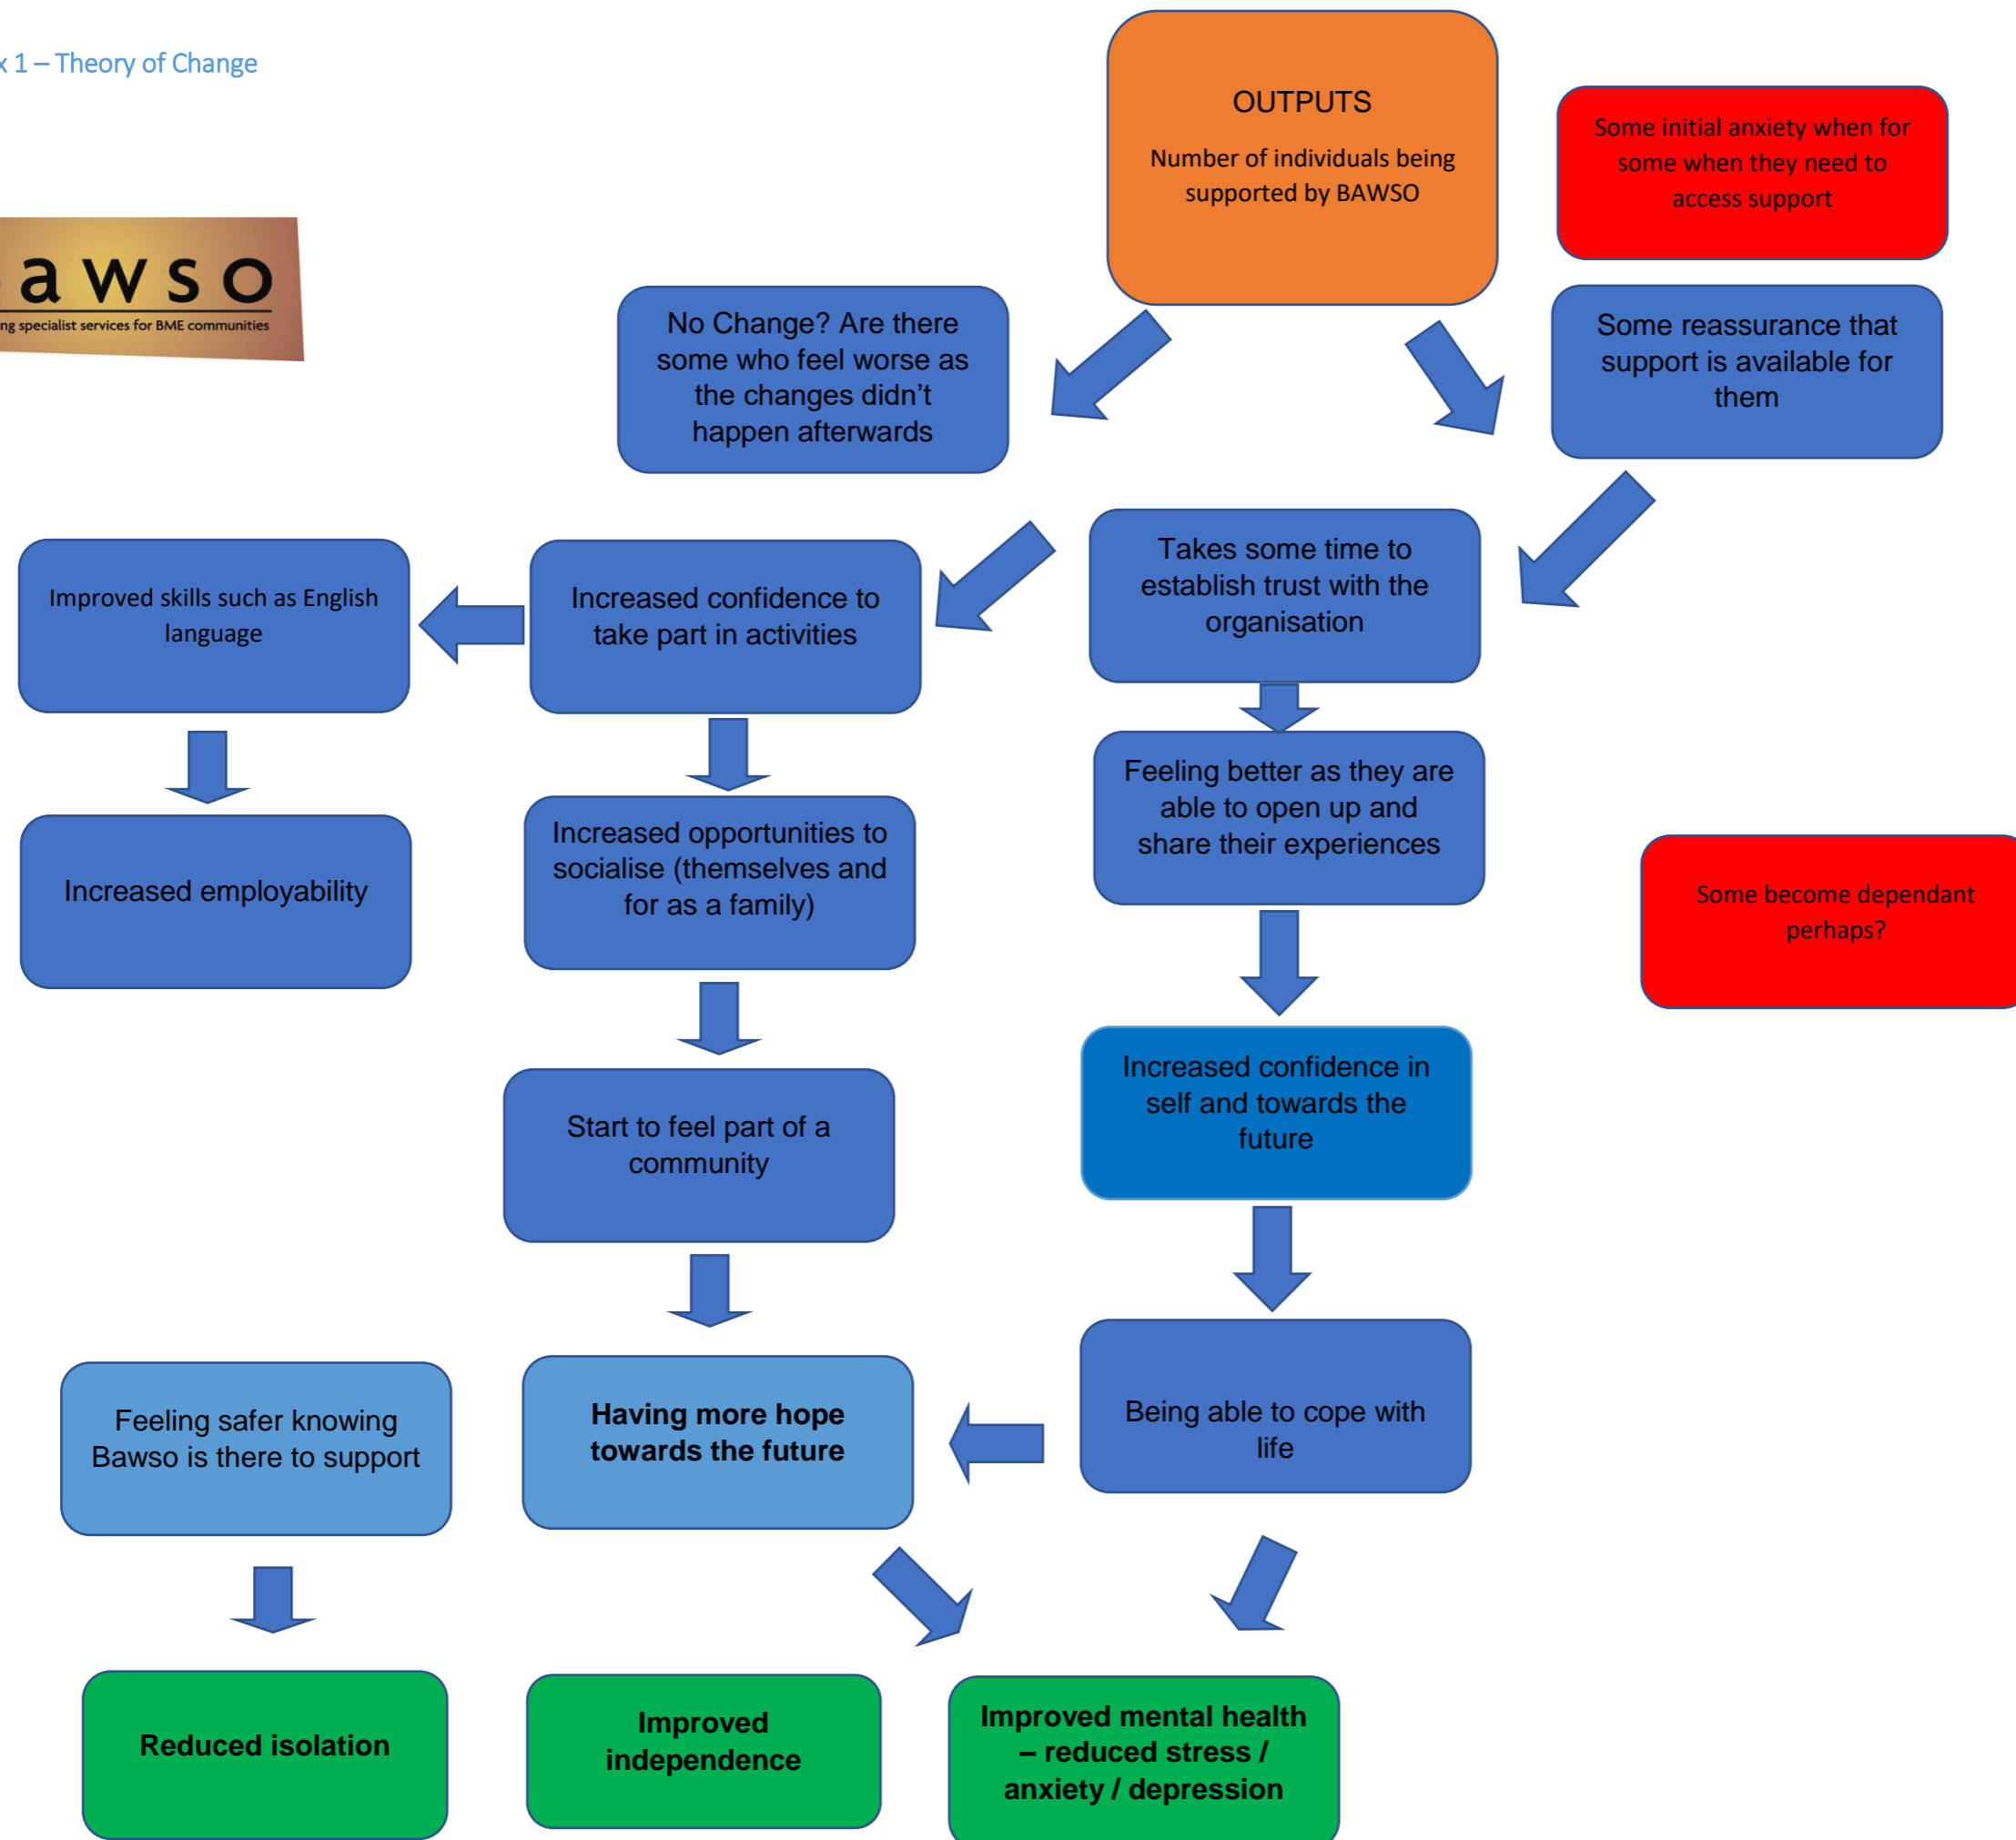 x 1 – Theory of Change
OUTPUTS
Number of individuals being
supported by BAWSO
Some initial anxiety when for
some when they need to
access support
awso
ng specialist services for BME communities
No Change? Are there
some who feel worse as
the changes didn’t
happen afterwards
Some reassurance that
support is available for
them
Improved skills such as English
language
Increased confidence to
take part in activities
Takes some time to
establish trust with the
organisation
Increased employability
Increased opportunities to
socialise (themselves and
for as a family)
Feeling better as they are
able to open up and
share their experiences
Some become dependant
perhaps?
Start to feel part of a
community
Increased confidence in
self and towards the
future
Feeling safer knowing
Bawso is there to support
Having more hope
towards the future
Being able to cope with
life
Reduced isolation
Improved
independence
Improved mental health
– reduced stress /
anxiety / depression